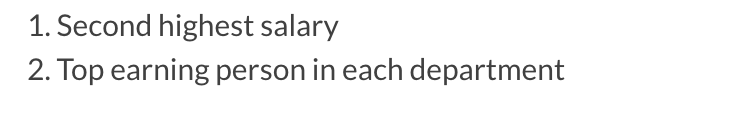 1. Second highest salary
2. Top earning person in each department